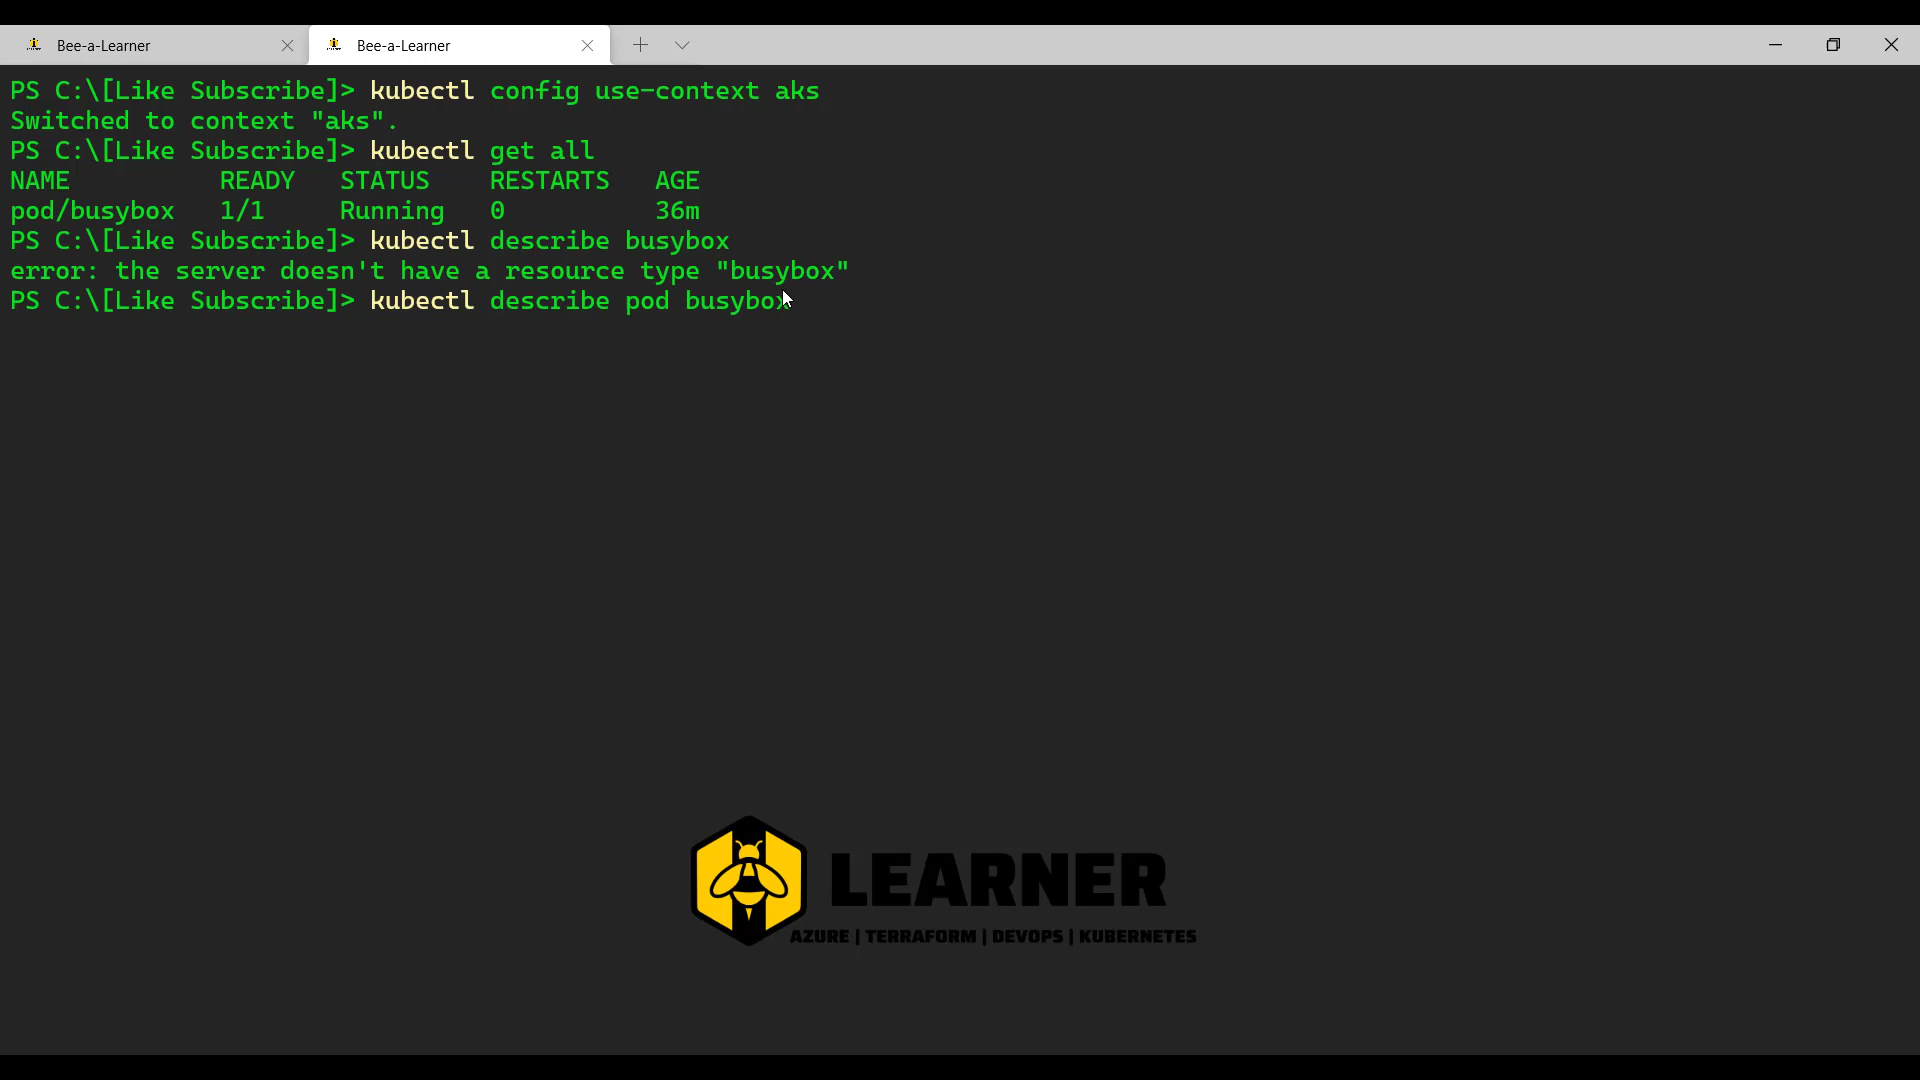 Bee-a-Learner
Bee-a-Learner
PS C:\[Like Subscribe]> kubectl config use-context aks
Switched to context "aks".
PS C:\[Like Subscribe]> kubectl get all
NAME          READY   STATUS    RESTARTS   AGE
pod/busybox   1/1     Running   0          36m
PS C:\[Like Subscribe]> kubectl describe busybox
error: the server doesn't have a resource type "busybox"
PS C:\[Like Subscribe]> kubectl describe pod busybox
LEARNER
AZURE | TERRAFORM | DEVOPS | KUBERNETES